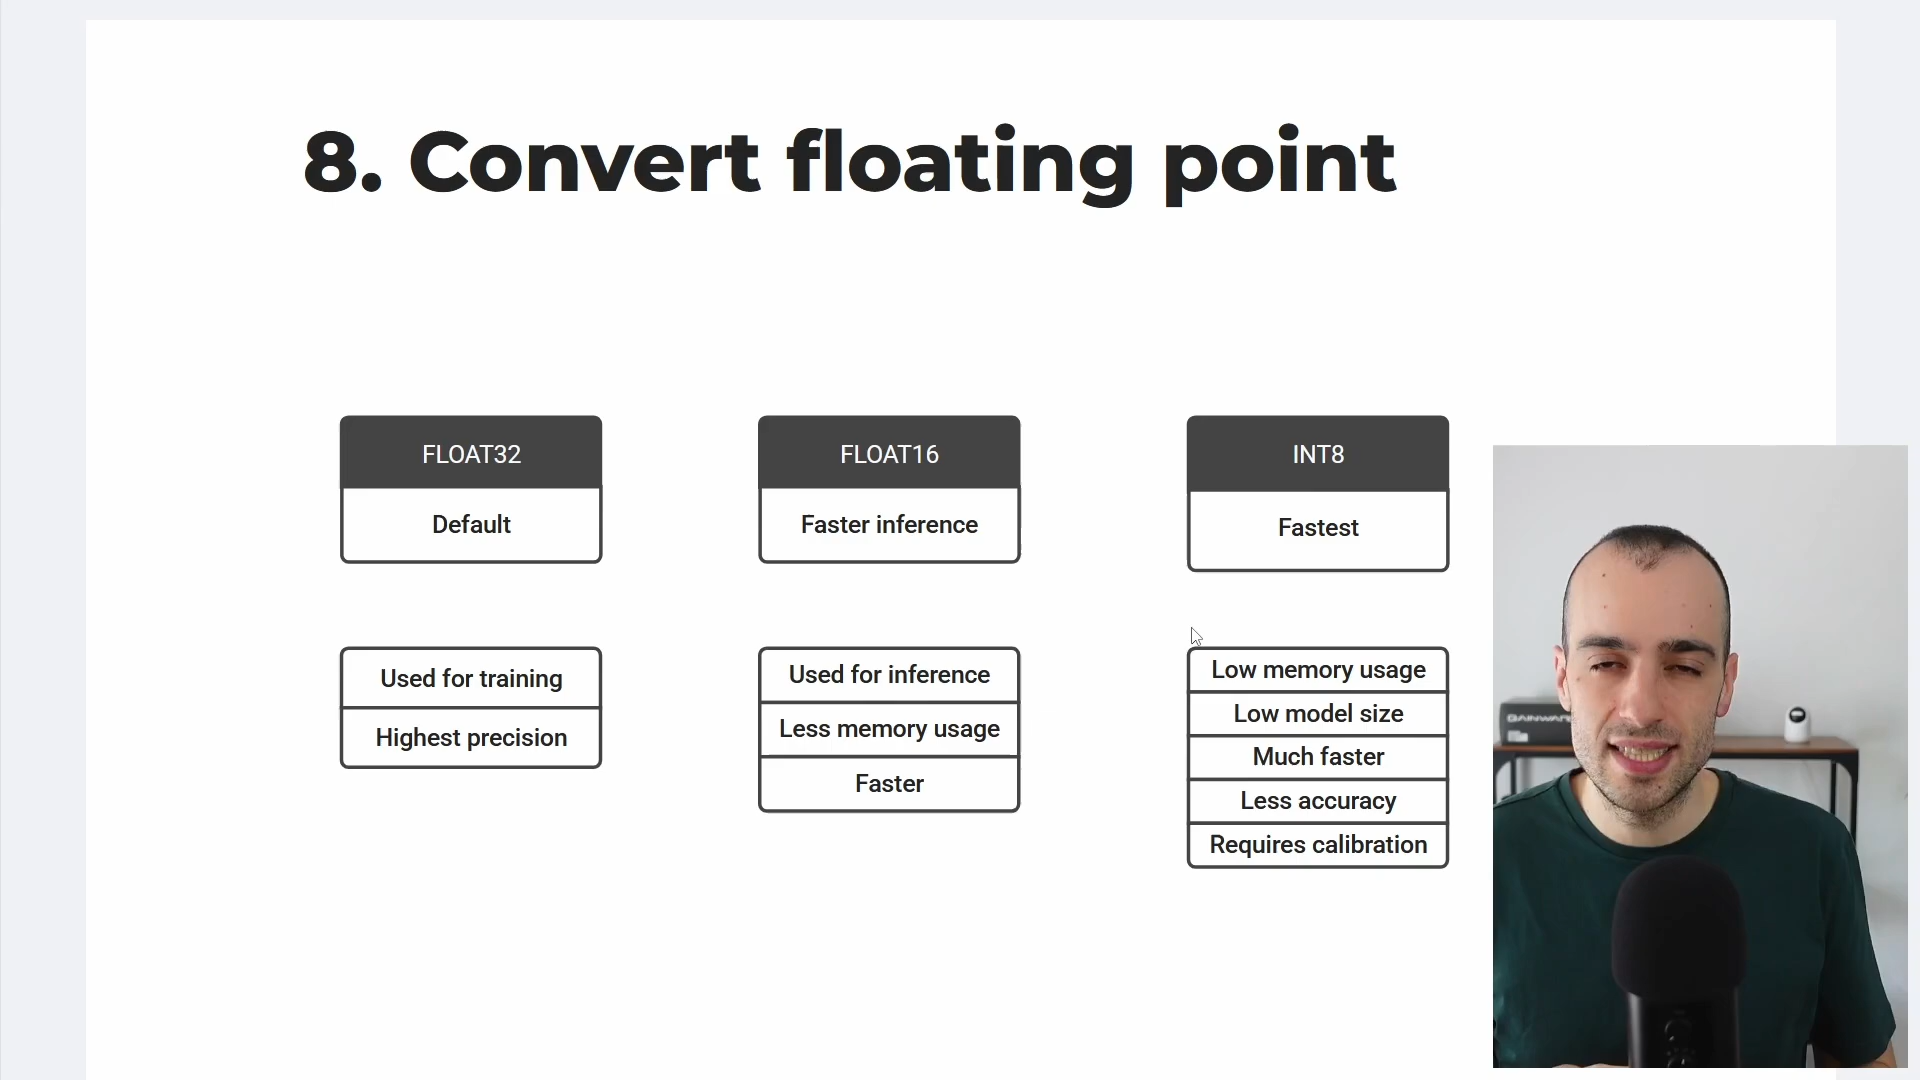 8. Convert floating point
FLOAT32
Default
Used for training
Highest precision
FLOAT16
Faster inference
Used for inference
Less memory usage
Faster
INT8
Fastest
Low memory usage
Low model size
Much faster
Less accuracy
Requires calibration